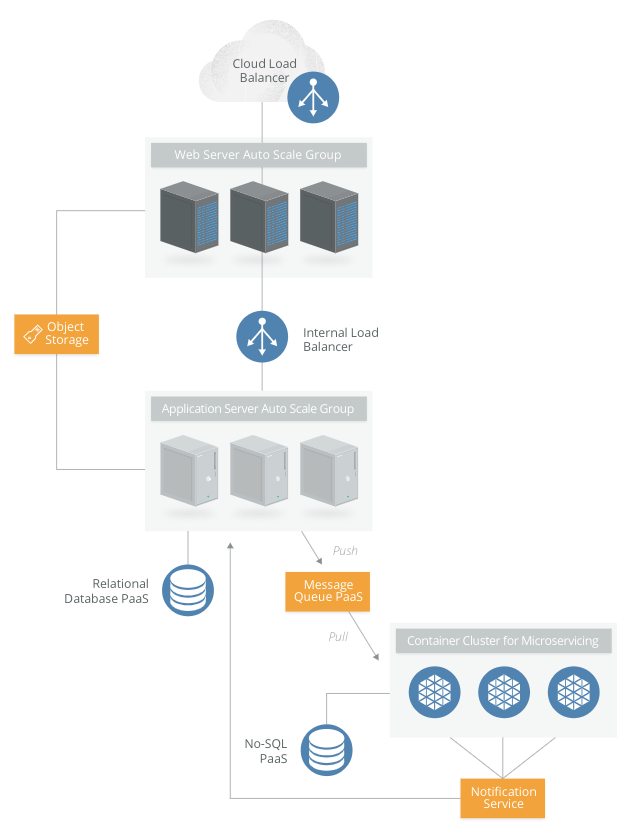 Cloud Load
Balancer
Web Server Auto Scale Group
Object
Storage
Internal Load
Balancer
Application Server Auto Scale Group
Push
Relational
Database PaaS
Message
Queue PaaS
Pull
Container Cluster for Microservicing
No-SQL
PaaS
Notification
Service